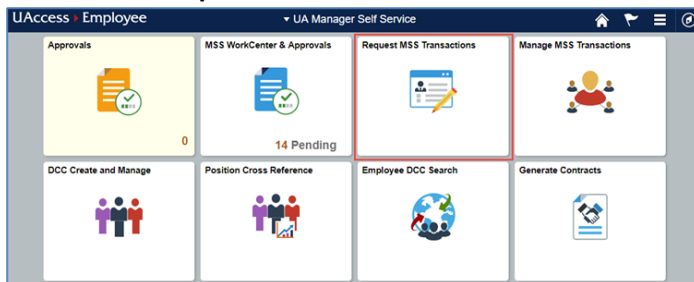 UAccess Employee
UA Manager Self Service
Approvals
MSS WorkCenter & Approvals
Request MSS Transactions
Manage MSS Transactions
0
14 Pending
DCC Create and Manage
Position Cross Reference
Employee DCC Search
Generate Contracts